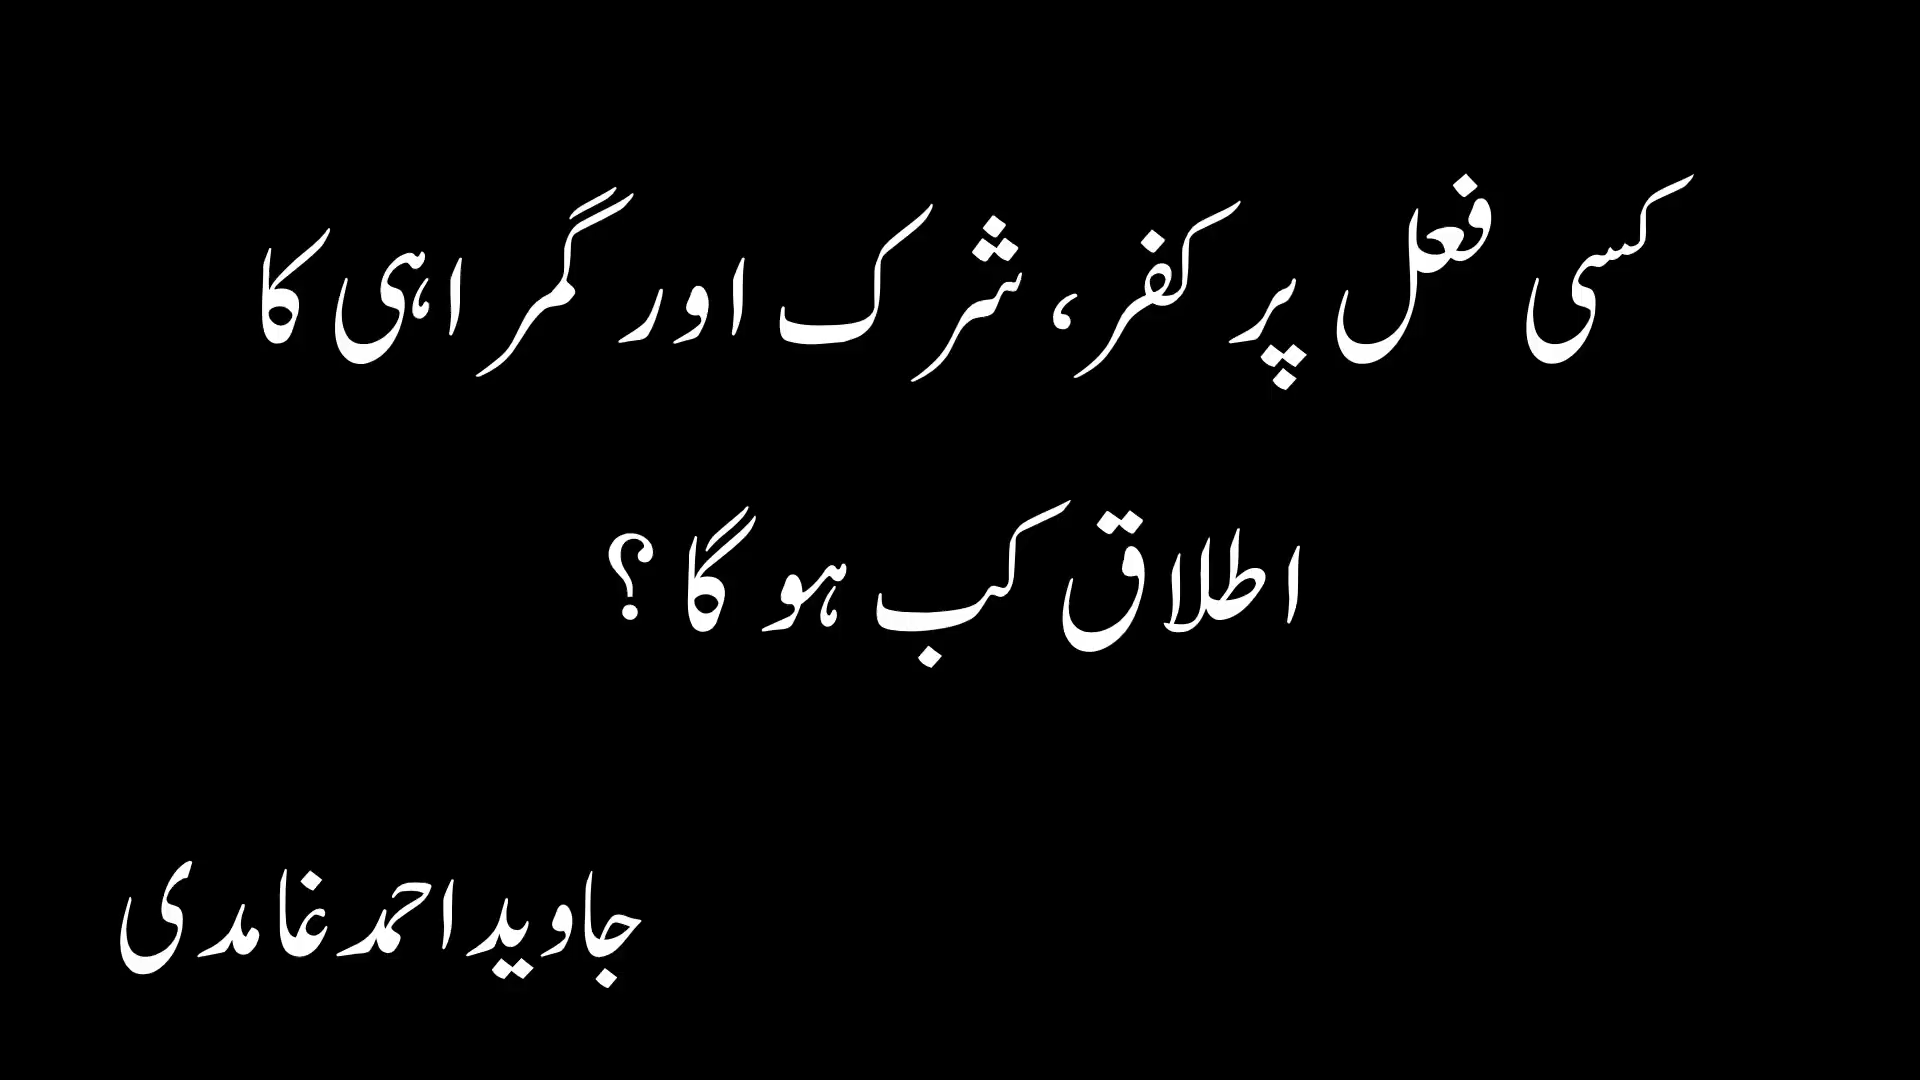 کسی فعل پر کفر، شرک اور گمراہی کا
اطلاق کب ہو گا ؟
جاوید احمد غامدی